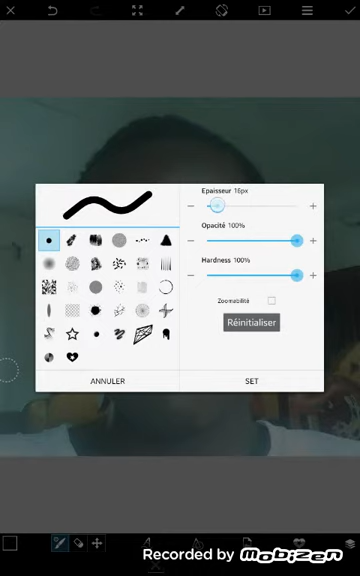 Epaisseur 16px
Opacité 100%
Hardness 100%
Zoomabilité
Réinitialiser
ANNULER
SET
Recorded by mobizen